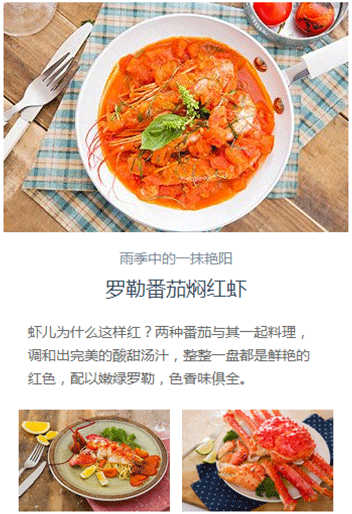 雨季中的一抹艳阳
罗勒番茄焖红虾
虾儿为什么这样红？两种番茄与其一起料理，
调和出完美的酸甜汤汁，整整一盘都是鲜艳的
红色，配以嫩绿罗勒，色香味俱全。